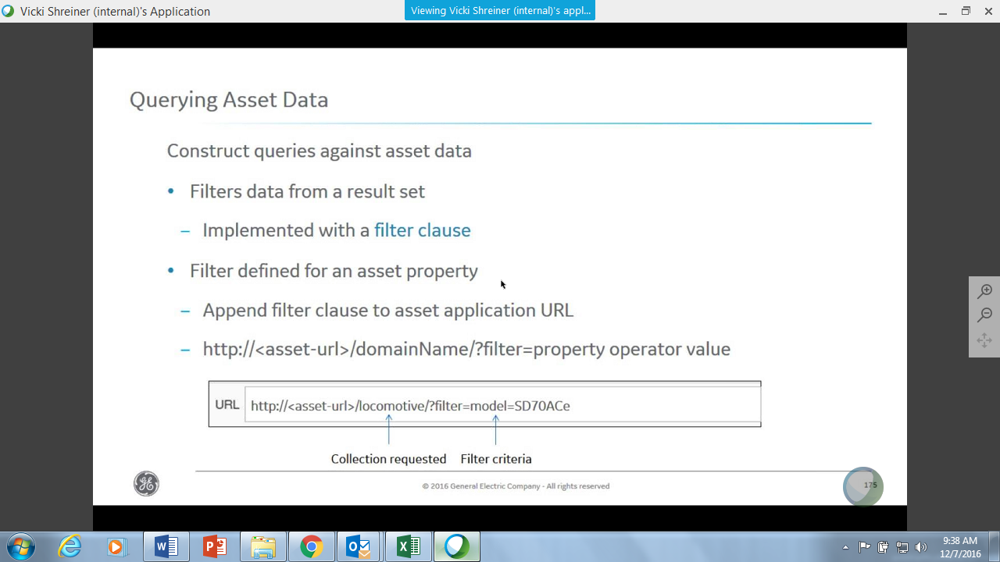 Vicki Shreiner (internal)'s Application
Viewing Vicki Shreiner (internal)'s appl...
Querying Asset Data
Construct queries against asset data
• Filters data from a result set
– Implemented with a filter clause
• Filter defined for an asset property
– Append filter clause to asset application URL
– http://<asset-url>/domainName/?filter=property operator value
URL http://<asset-url>/locomotive/?filter=model=SD70ACe
Collection requested Filter criteria
© 2016 General Electric Company - All rights reserved
175
9:38 AM
12/7/2016